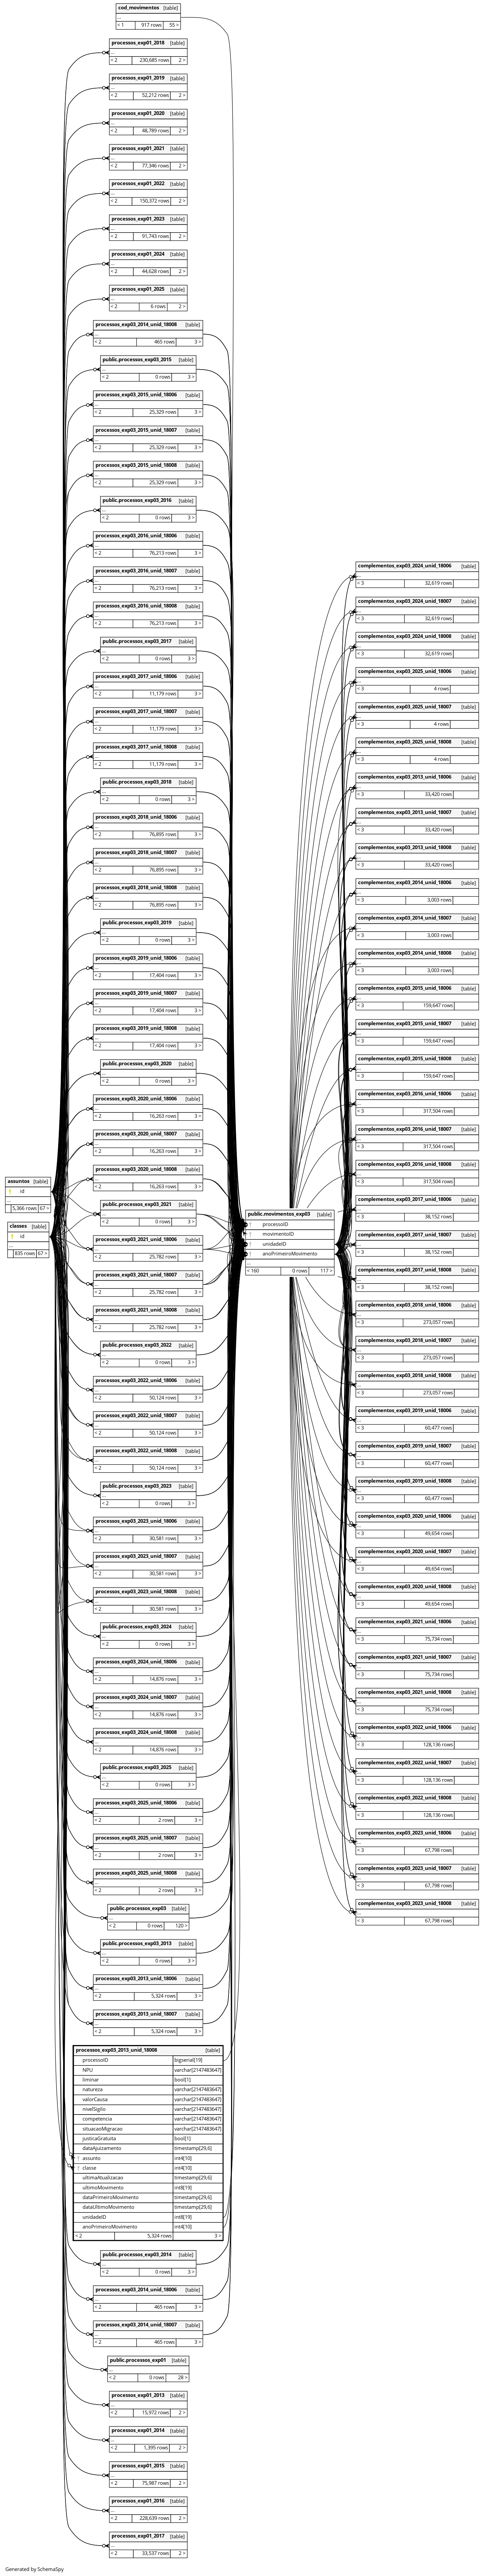 cod_movimentos [table]
...
< 1 917 rows 55 >
processos_exp01_2018 [table]
...
< 2 230,685 rows 2 >
processos_exp01_2019 [table]
...
< 2 52,212 rows 2 >
processos_exp01_2020 [table]
...
< 2 48,789 rows 2 >
processos_exp01_2021 [table]
...
< 2 77,346 rows 2 >
processos_exp01_2022 [table]
...
< 2 150,372 rows 2 >
processos_exp01_2023 [table]
...
< 2 91,743 rows 2 >
processos_exp01_2024 [table]
...
< 2 44,628 rows 2 >
processos_exp01_2025 [table]
...
< 2 6 rows 2 >
processos_exp03_2014_unid_18008 [table]
...
< 2 465 rows 3 >
public.processos_exp03_2015 [table]
...
< 2 0 rows 3 >
processos_exp03_2015_unid_18006 [table]
...
< 2 25,329 rows 3 >
processos_exp03_2015_unid_18007 [table]
...
< 2 25,329 rows 3 >
processos_exp03_2015_unid_18008 [table]
...
< 2 25,329 rows 3 >
public.processos_exp03_2016 [table]
...
< 2 0 rows 3 >
processos_exp03_2016_unid_18006 [table]
...
< 2 76,213 rows 3 >
processos_exp03_2016_unid_18007 [table]
...
< 2 76,213 rows 3 >
processos_exp03_2016_unid_18008 [table]
...
< 2 76,213 rows 3 >
public.processos_exp03_2017 [table]
...
< 2 0 rows 3 >
processos_exp03_2017_unid_18006 [table]
...
< 2 11,179 rows 3 >
processos_exp03_2017_unid_18007 [table]
...
< 2 11,179 rows 3 >
processos_exp03_2017_unid_18008 [table]
...
< 2 11,179 rows 3 >
public.processos_exp03_2018 [table]
...
< 2 0 rows 3 >
processos_exp03_2018_unid_18006 [table]
...
< 2 76,895 rows 3 >
processos_exp03_2018_unid_18007 [table]
...
< 2 76,895 rows 3 >
processos_exp03_2018_unid_18008 [table]
...
< 2 76,895 rows 3 >
public.processos_exp03_2019 [table]
...
< 2 0 rows 3 >
processos_exp03_2019_unid_18006 [table]
...
< 2 17,404 rows 3 >
processos_exp03_2019_unid_18007 [table]
...
< 2 17,404 rows 3 >
processos_exp03_2019_unid_18008 [table]
...
< 2 17,404 rows 3 >
public.processos_exp03_2020 [table]
...
< 2 0 rows 3 >
processos_exp03_2020_unid_18006 [table]
...
< 2 16,263 rows 3 >
processos_exp03_2020_unid_18007 [table]
...
< 2 16,263 rows 3 >
processos_exp03_2020_unid_18008 [table]
...
< 2 16,263 rows 3 >
public.processos_exp03_2021 [table]
...
< 2 0 rows 3 >
processos_exp03_2021_unid_18006 [table]
...
< 2 25,782 rows 3 >
processos_exp03_2021_unid_18007 [table]
...
< 2 25,782 rows 3 >
processos_exp03_2021_unid_18008 [table]
...
< 2 25,782 rows 3 >
public.processos_exp03_2022 [table]
...
< 2 0 rows 3 >
processos_exp03_2022_unid_18006 [table]
...
< 2 50,124 rows 3 >
processos_exp03_2022_unid_18007 [table]
...
< 2 50,124 rows 3 >
processos_exp03_2022_unid_18008 [table]
...
< 2 50,124 rows 3 >
public.processos_exp03_2023 [table]
...
< 2 0 rows 3 >
processos_exp03_2023_unid_18006 [table]
...
< 2 30,581 rows 3 >
processos_exp03_2023_unid_18007 [table]
...
< 2 30,581 rows 3 >
processos_exp03_2023_unid_18008 [table]
...
< 2 30,581 rows 3 >
public.processos_exp03_2024 [table]
...
< 2 0 rows 3 >
processos_exp03_2024_unid_18006 [table]
...
< 2 14,876 rows 3 >
processos_exp03_2024_unid_18007 [table]
...
< 2 14,876 rows 3 >
processos_exp03_2024_unid_18008 [table]
...
< 2 14,876 rows 3 >
public.processos_exp03_2025 [table]
...
< 2 0 rows 3 >
processos_exp03_2025_unid_18006 [table]
...
< 2 2 rows 3 >
processos_exp03_2025_unid_18007 [table]
...
< 2 2 rows 3 >
processos_exp03_2025_unid_18008 [table]
...
< 2 2 rows 3 >
public.processos_exp03 [table]
...
< 2 0 rows 120 >
public.processos_exp03_2013 [table]
...
< 2 0 rows 3 >
processos_exp03_2013_unid_18006 [table]
...
< 2 5,324 rows 3 >
processos_exp03_2013_unid_18007 [table]
...
< 2 5,324 rows 3 >
processos_exp03_2013_unid_18008 [table]
processoID bigserial[19]
NPU varchar[2147483647]
liminar bool[1]
natureza varchar[2147483647]
valorCausa varchar[2147483647]
nivelSigilo varchar[2147483647]
competencia varchar[2147483647]
situacaoMigracao varchar[2147483647]
justicaGratuita bool[1]
dataAjuizamento timestamp[29,6]
assunto int4[10]
classe int4[10]
ultimaAtualizacao timestamp[29,6]
ultimoMovimento int8[19]
dataPrimeiroMovimento timestamp[29,6]
dataUltimoMovimento timestamp[29,6]
unidadeID int8[19]
anoPrimeiroMovimento int4[10]
< 2 5,324 rows 3 >
public.processos_exp03_2014 [table]
...
< 2 0 rows 3 >
processos_exp03_2014_unid_18006 [table]
...
< 2 465 rows 3 >
processos_exp03_2014_unid_18007 [table]
...
< 2 465 rows 3 >
public.processos_exp01 [table]
...
< 2 0 rows 28 >
processos_exp01_2013 [table]
...
< 2 15,972 rows 2 >
processos_exp01_2014 [table]
...
< 2 1,395 rows 2 >
processos_exp01_2015 [table]
...
< 2 75,987 rows 2 >
processos_exp01_2016 [table]
...
< 2 228,639 rows 2 >
processos_exp01_2017 [table]
...
< 2 33,537 rows 2 >
assuntos [table]
id
...
5,366 rows 67 >
classes [table]
id
...
835 rows 67 >
public.movimentos_exp03 [table]
processoID
movimentoID
unidadeID
anoPrimeiroMovimento
...
< 160 0 rows 117 >
complementos_exp03_2024_unid_18006 [table]
...
< 3 32,619 rows
complementos_exp03_2024_unid_18007 [table]
...
< 3 32,619 rows
complementos_exp03_2024_unid_18008 [table]
...
< 3 32,619 rows
complementos_exp03_2025_unid_18006 [table]
...
< 3 4 rows
complementos_exp03_2025_unid_18007 [table]
...
< 3 4 rows
complementos_exp03_2025_unid_18008 [table]
...
< 3 4 rows
complementos_exp03_2013_unid_18006 [table]
...
< 3 33,420 rows
complementos_exp03_2013_unid_18007 [table]
...
< 3 33,420 rows
complementos_exp03_2013_unid_18008 [table]
...
< 3 33,420 rows
complementos_exp03_2014_unid_18006 [table]
...
< 3 3,003 rows
complementos_exp03_2014_unid_18007 [table]
...
< 3 3,003 rows
complementos_exp03_2014_unid_18008 [table]
...
< 3 3,003 rows
complementos_exp03_2015_unid_18006 [table]
...
< 3 159,647 rows
complementos_exp03_2015_unid_18007 [table]
...
< 3 159,647 rows
complementos_exp03_2015_unid_18008 [table]
...
< 3 159,647 rows
complementos_exp03_2016_unid_18006 [table]
...
< 3 317,504 rows
complementos_exp03_2016_unid_18007 [table]
...
< 3 317,504 rows
complementos_exp03_2016_unid_18008 [table]
...
< 3 317,504 rows
complementos_exp03_2017_unid_18006 [table]
...
< 3 38,152 rows
complementos_exp03_2017_unid_18007 [table]
...
< 3 38,152 rows
complementos_exp03_2017_unid_18008 [table]
...
< 3 38,152 rows
complementos_exp03_2018_unid_18006 [table]
...
< 3 273,057 rows
complementos_exp03_2018_unid_18007 [table]
...
< 3 273,057 rows
complementos_exp03_2018_unid_18008 [table]
...
< 3 273,057 rows
complementos_exp03_2019_unid_18006 [table]
...
< 3 60,477 rows
complementos_exp03_2019_unid_18007 [table]
...
< 3 60,477 rows
complementos_exp03_2019_unid_18008 [table]
...
< 3 60,477 rows
complementos_exp03_2020_unid_18006 [table]
...
< 3 49,654 rows
complementos_exp03_2020_unid_18007 [table]
...
< 3 49,654 rows
complementos_exp03_2020_unid_18008 [table]
...
< 3 49,654 rows
complementos_exp03_2021_unid_18006 [table]
...
< 3 75,734 rows
complementos_exp03_2021_unid_18007 [table]
...
< 3 75,734 rows
complementos_exp03_2021_unid_18008 [table]
...
< 3 75,734 rows
complementos_exp03_2022_unid_18006 [table]
...
< 3 128,136 rows
complementos_exp03_2022_unid_18007 [table]
...
< 3 128,136 rows
complementos_exp03_2022_unid_18008 [table]
...
< 3 128,136 rows
complementos_exp03_2023_unid_18006 [table]
...
< 3 67,798 rows
complementos_exp03_2023_unid_18007 [table]
...
< 3 67,798 rows
complementos_exp03_2023_unid_18008 [table]
...
< 3 67,798 rows
Generated by SchemaSpy